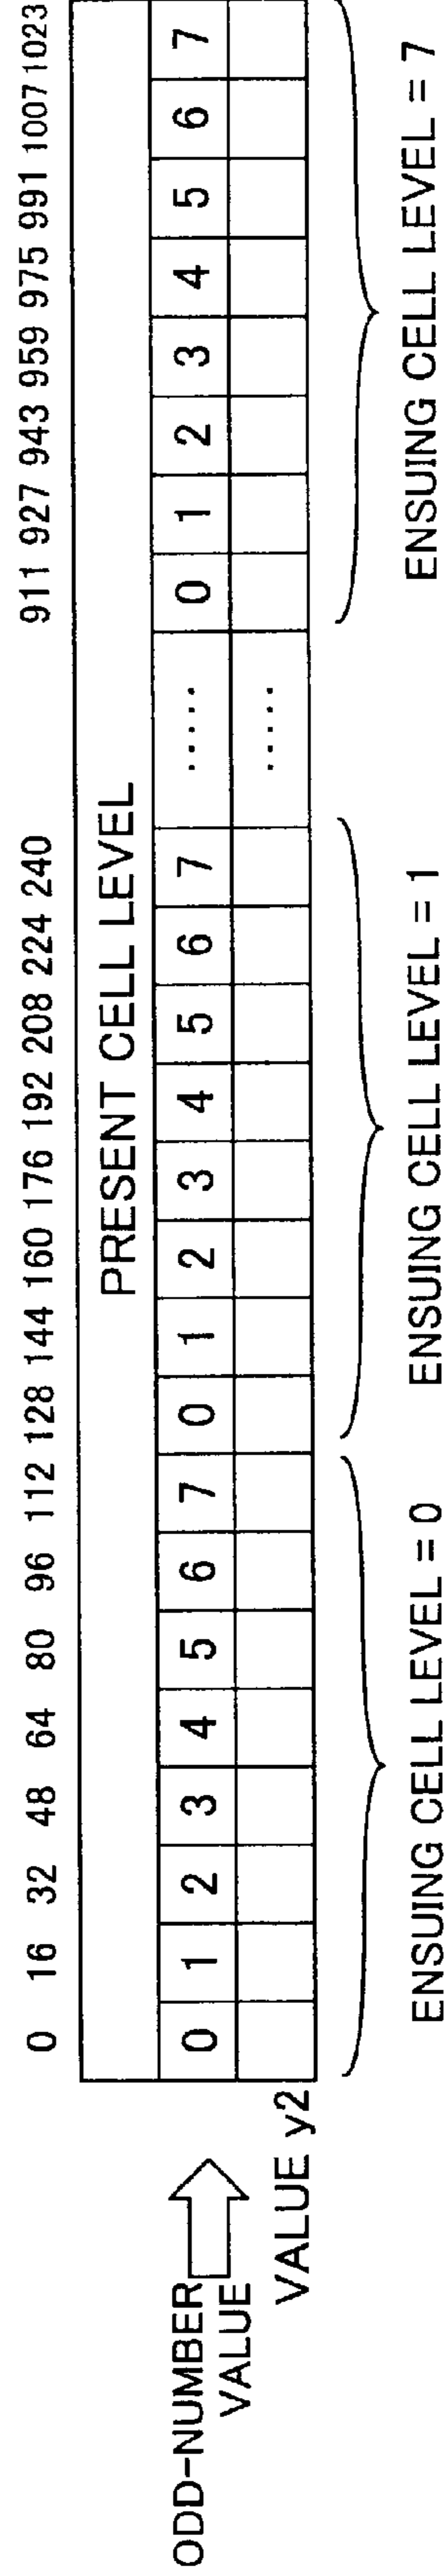 0 16 32 48 64 80 96 112 128 144 160 176 192 208 224 240 911 927 943 959 975 991 1007 1023
PRESENT CELL LEVEL
ODD-NUMBER
VALUE
0 1 2 3 4 5 6 7 0 1 2 3 4 5 6 7 ····· 0 1 2 3 4 5 6 7
VALUE y2
·····
ENSUING CELL LEVEL = 0
ENSUING CELL LEVEL = 1
ENSUING CELL LEVEL = 7